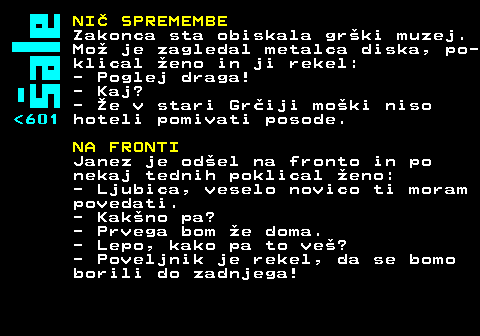 šale
<601
NIČ SPREMEMBE
Zakonca sta obiskala grški muzej.
Mož je zagledal metalca diska, po-
klical ženo in ji rekel:
- Poglej draga!
- Kaj?
- Že v stari Grčiji moški niso
hoteli pomivati posode.
NA FRONTI
Janez je odšel na fronto in po
nekaj tednih poklical ženo:
- Ljubica, veselo novico ti moram
povedati.
- Kakšno pa?
- Prvega bom že doma.
- Lepo, kako pa to veš?
- Poveljnik je rekel, da se bomo
borili do zadnjega!